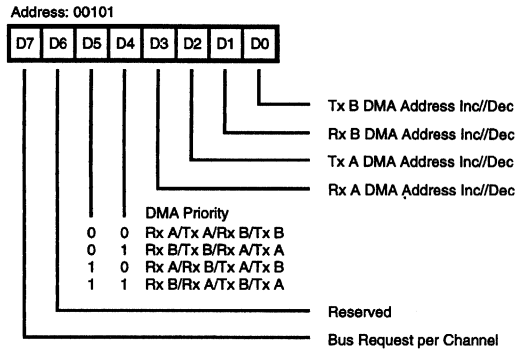 Address: 00101
D7 D6 D5 D4 D3 D2 D1 D0
Tx B DMA Address Inc//Dec
Rx B DMA Address Inc//Dec
Tx A DMA Address Inc//Dec
Rx A DMA Address Inc//Dec
DMA Priority
0 0 Rx A/Tx A/Rx B/Tx B
0 1 Rx B/Tx B/Rx A/Tx A
1 0 Rx A/Rx B/Tx A/Tx B
1 1 Rx B/Rx A/Tx B/Tx A
Reserved
Bus Request per Channel